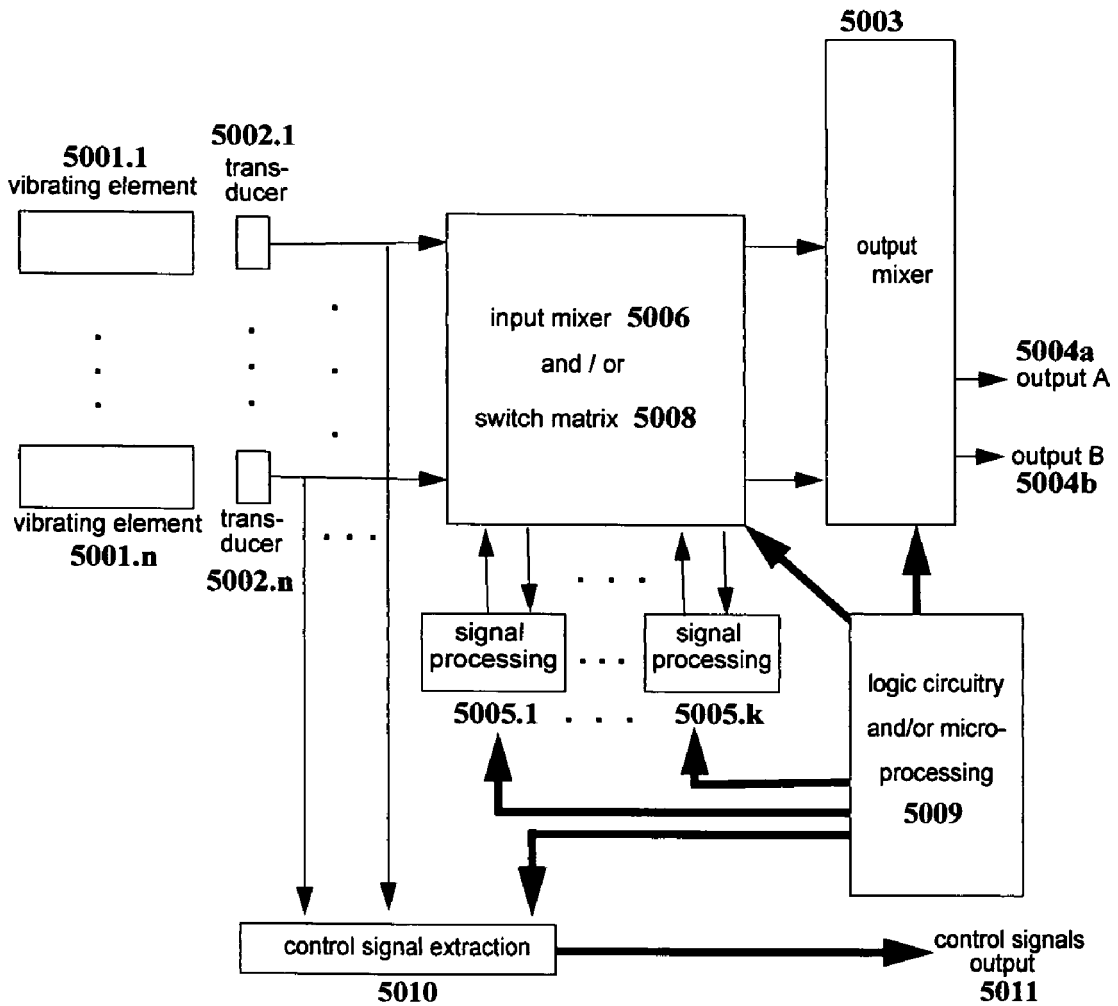 5003
5002.1
5001.1
trans-
ducer
vibrating element
output
mixer
input mixer 5006
and / or
switch matrix 5008
5004a
output A
output B
5004b
vibrating element
5001.n
trans-
ducer
5002.n
signal
processing
signal
processing
5005.1
5005.k
logic circuitry
and/or micro-
processing
5009
control signal extraction
5010
control signals
output
5011